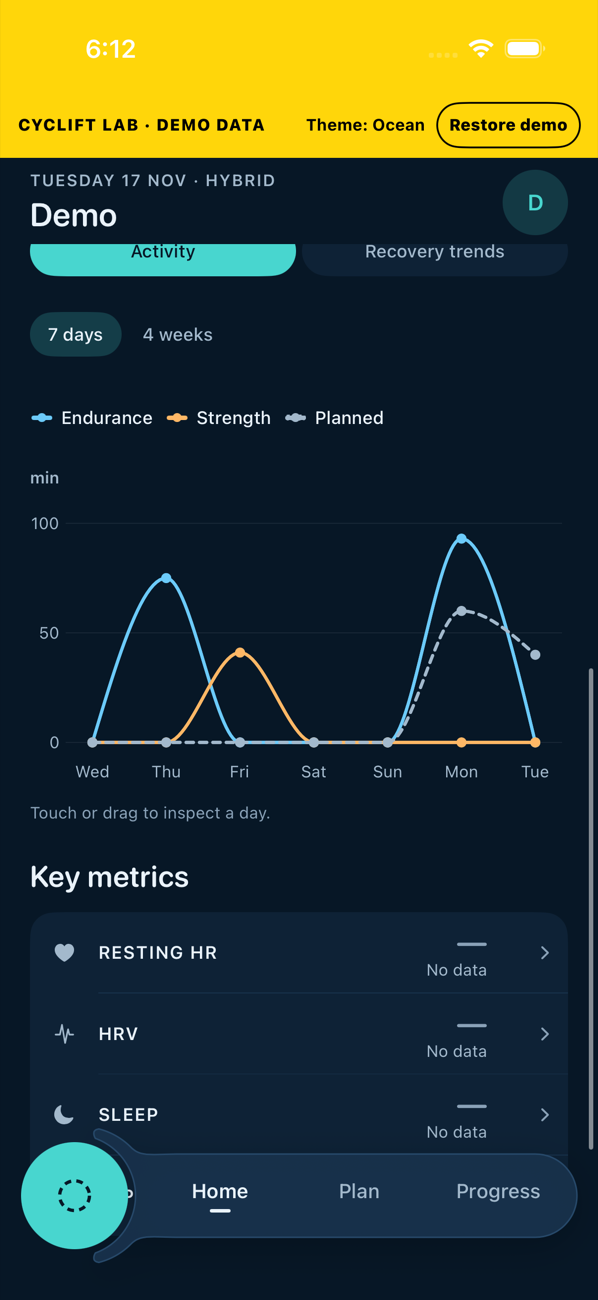 6:12
CYCLIFT LAB · DEMO DATA
Theme: Ocean
Restore demo
TUESDAY 17 NOV · HYBRID
Demo
D
Activity
Recovery trends
7 days
4 weeks
Endurance
Strength
Planned
min
100
50
0
Wed Thu Fri Sat Sun Mon Tue
Touch or drag to inspect a day.
Key metrics
RESTING HR
No data
HRV
No data
SLEEP
No data
Home
Plan
Progress